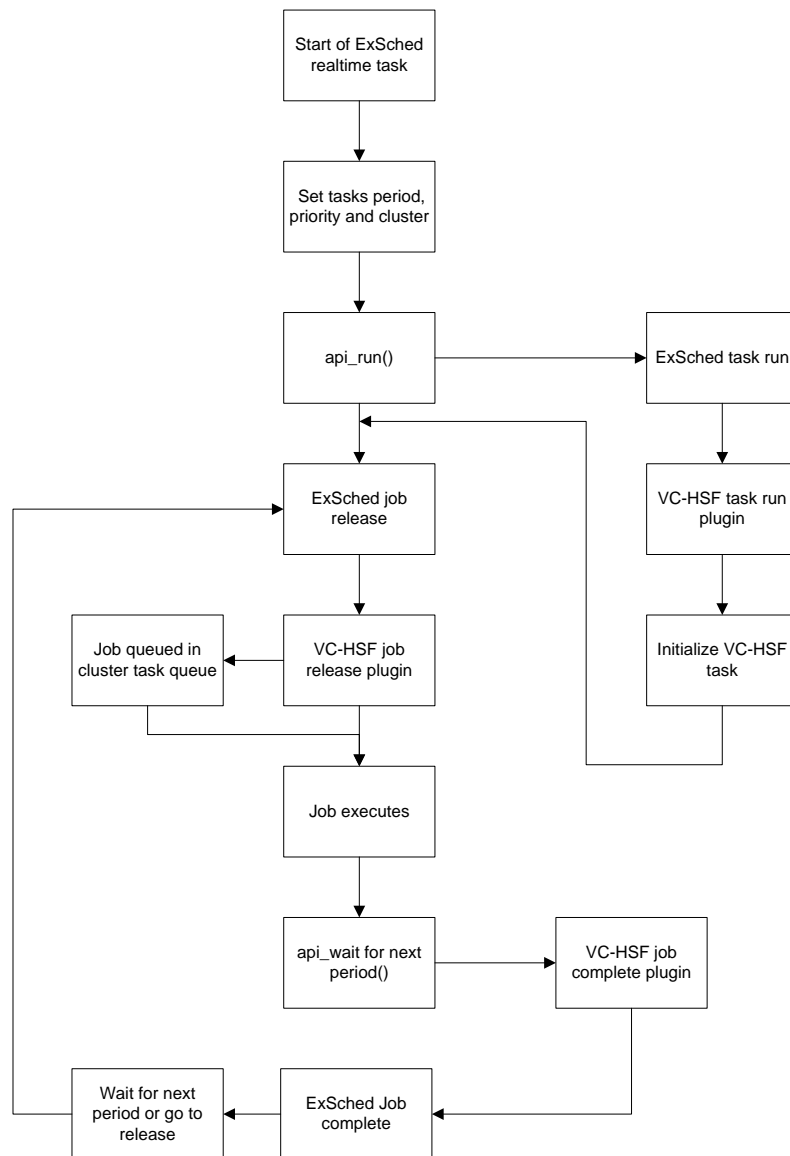 Start of ExSched
realtime task
Set tasks period,
priority and cluster
api_run()
ExSched task run
ExSched job
release
VC-HSF task run
plugin
Job queued in
cluster task queue
VC-HSF job
release plugin
Initialize VC-HSF
task
Job executes
api_wait for next
period()
VC-HSF job
complete plugin
Wait for next
period or go to
release
ExSched Job
complete